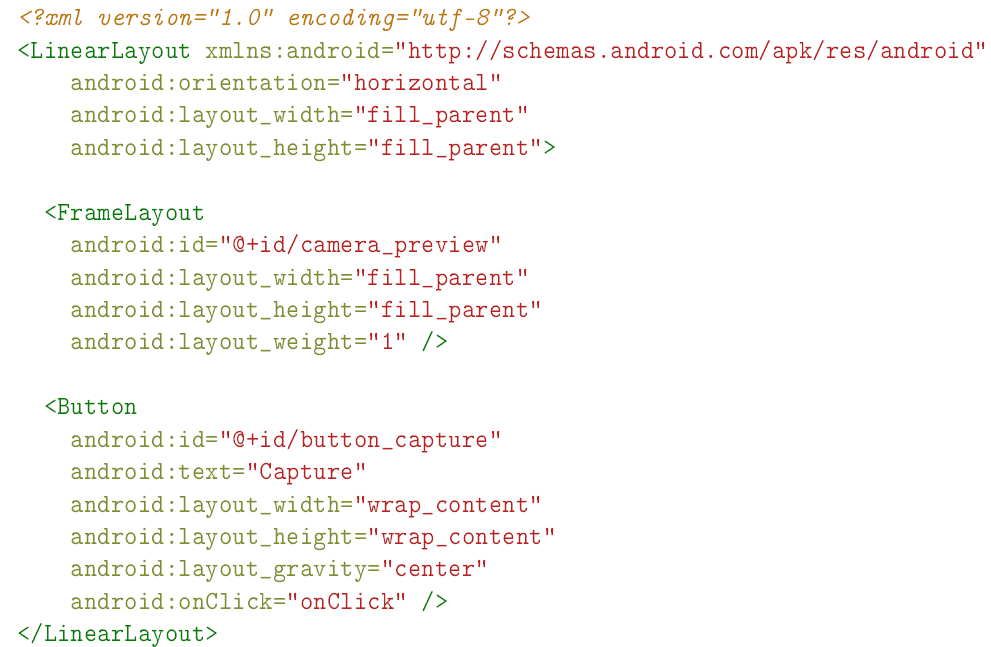 <?xml version="1.0" encoding="utf-8"?>
<LinearLayout xmlns:android="http://schemas.android.com/apk/res/android"
    android:orientation="horizontal"
    android:layout_width="fill_parent"
    android:layout_height="fill_parent">

  <FrameLayout
    android:id="@+id/camera_preview"
    android:layout_width="fill_parent"
    android:layout_height="fill_parent"
    android:layout_weight="1" />

  <Button
    android:id="@+id/button_capture"
    android:text="Capture"
    android:layout_width="wrap_content"
    android:layout_height="wrap_content"
    android:layout_gravity="center"
    android:onClick="onClick" />
</LinearLayout>